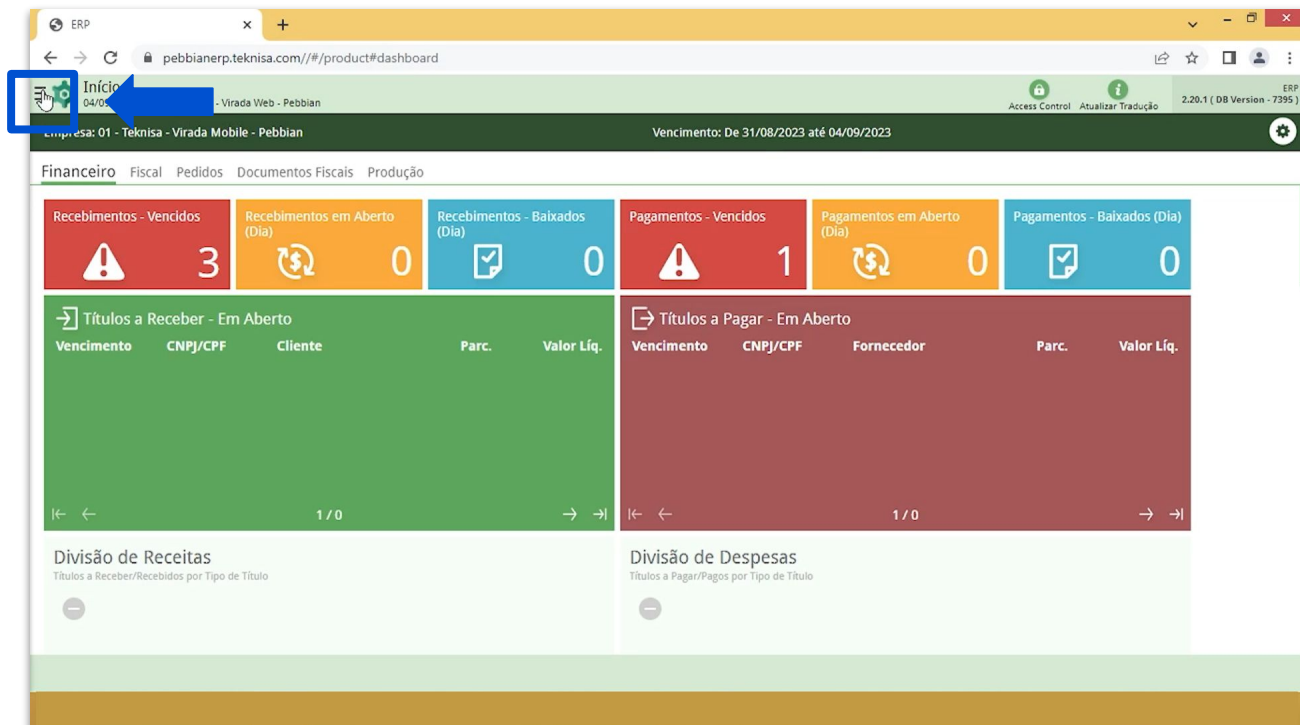 ERP
pebbianerp.teknisa.com//#/product#dashboard
Início
04/09 - Virada Web - Pebbian
Access Control
Atualizar Tradução
ERP
2.20.1 ( DB Version - 7395 )
Empresa: 01 - Teknisa - Virada Mobile - Pebbian
Vencimento: De 31/08/2023 até 04/09/2023
Financeiro Fiscal Pedidos Documentos Fiscais Produção
Recebimentos - Vencidos
3
Recebimentos em Aberto
(Dia)
0
Recebimentos - Baixados
(Dia)
0
Pagamentos - Vencidos
1
Pagamentos em Aberto
(Dia)
0
Pagamentos - Baixados (Dia)
0
Títulos a Receber - Em Aberto
Vencimento CNPJ/CPF Cliente Parc. Valor Líq.
1 / 0
Títulos a Pagar - Em Aberto
Vencimento CNPJ/CPF Fornecedor Parc. Valor Líq.
1 / 0
Divisão de Receitas
Títulos a Receber/Recebidos por Tipo de Título
Divisão de Despesas
Títulos a Pagar/Pagos por Tipo de Título